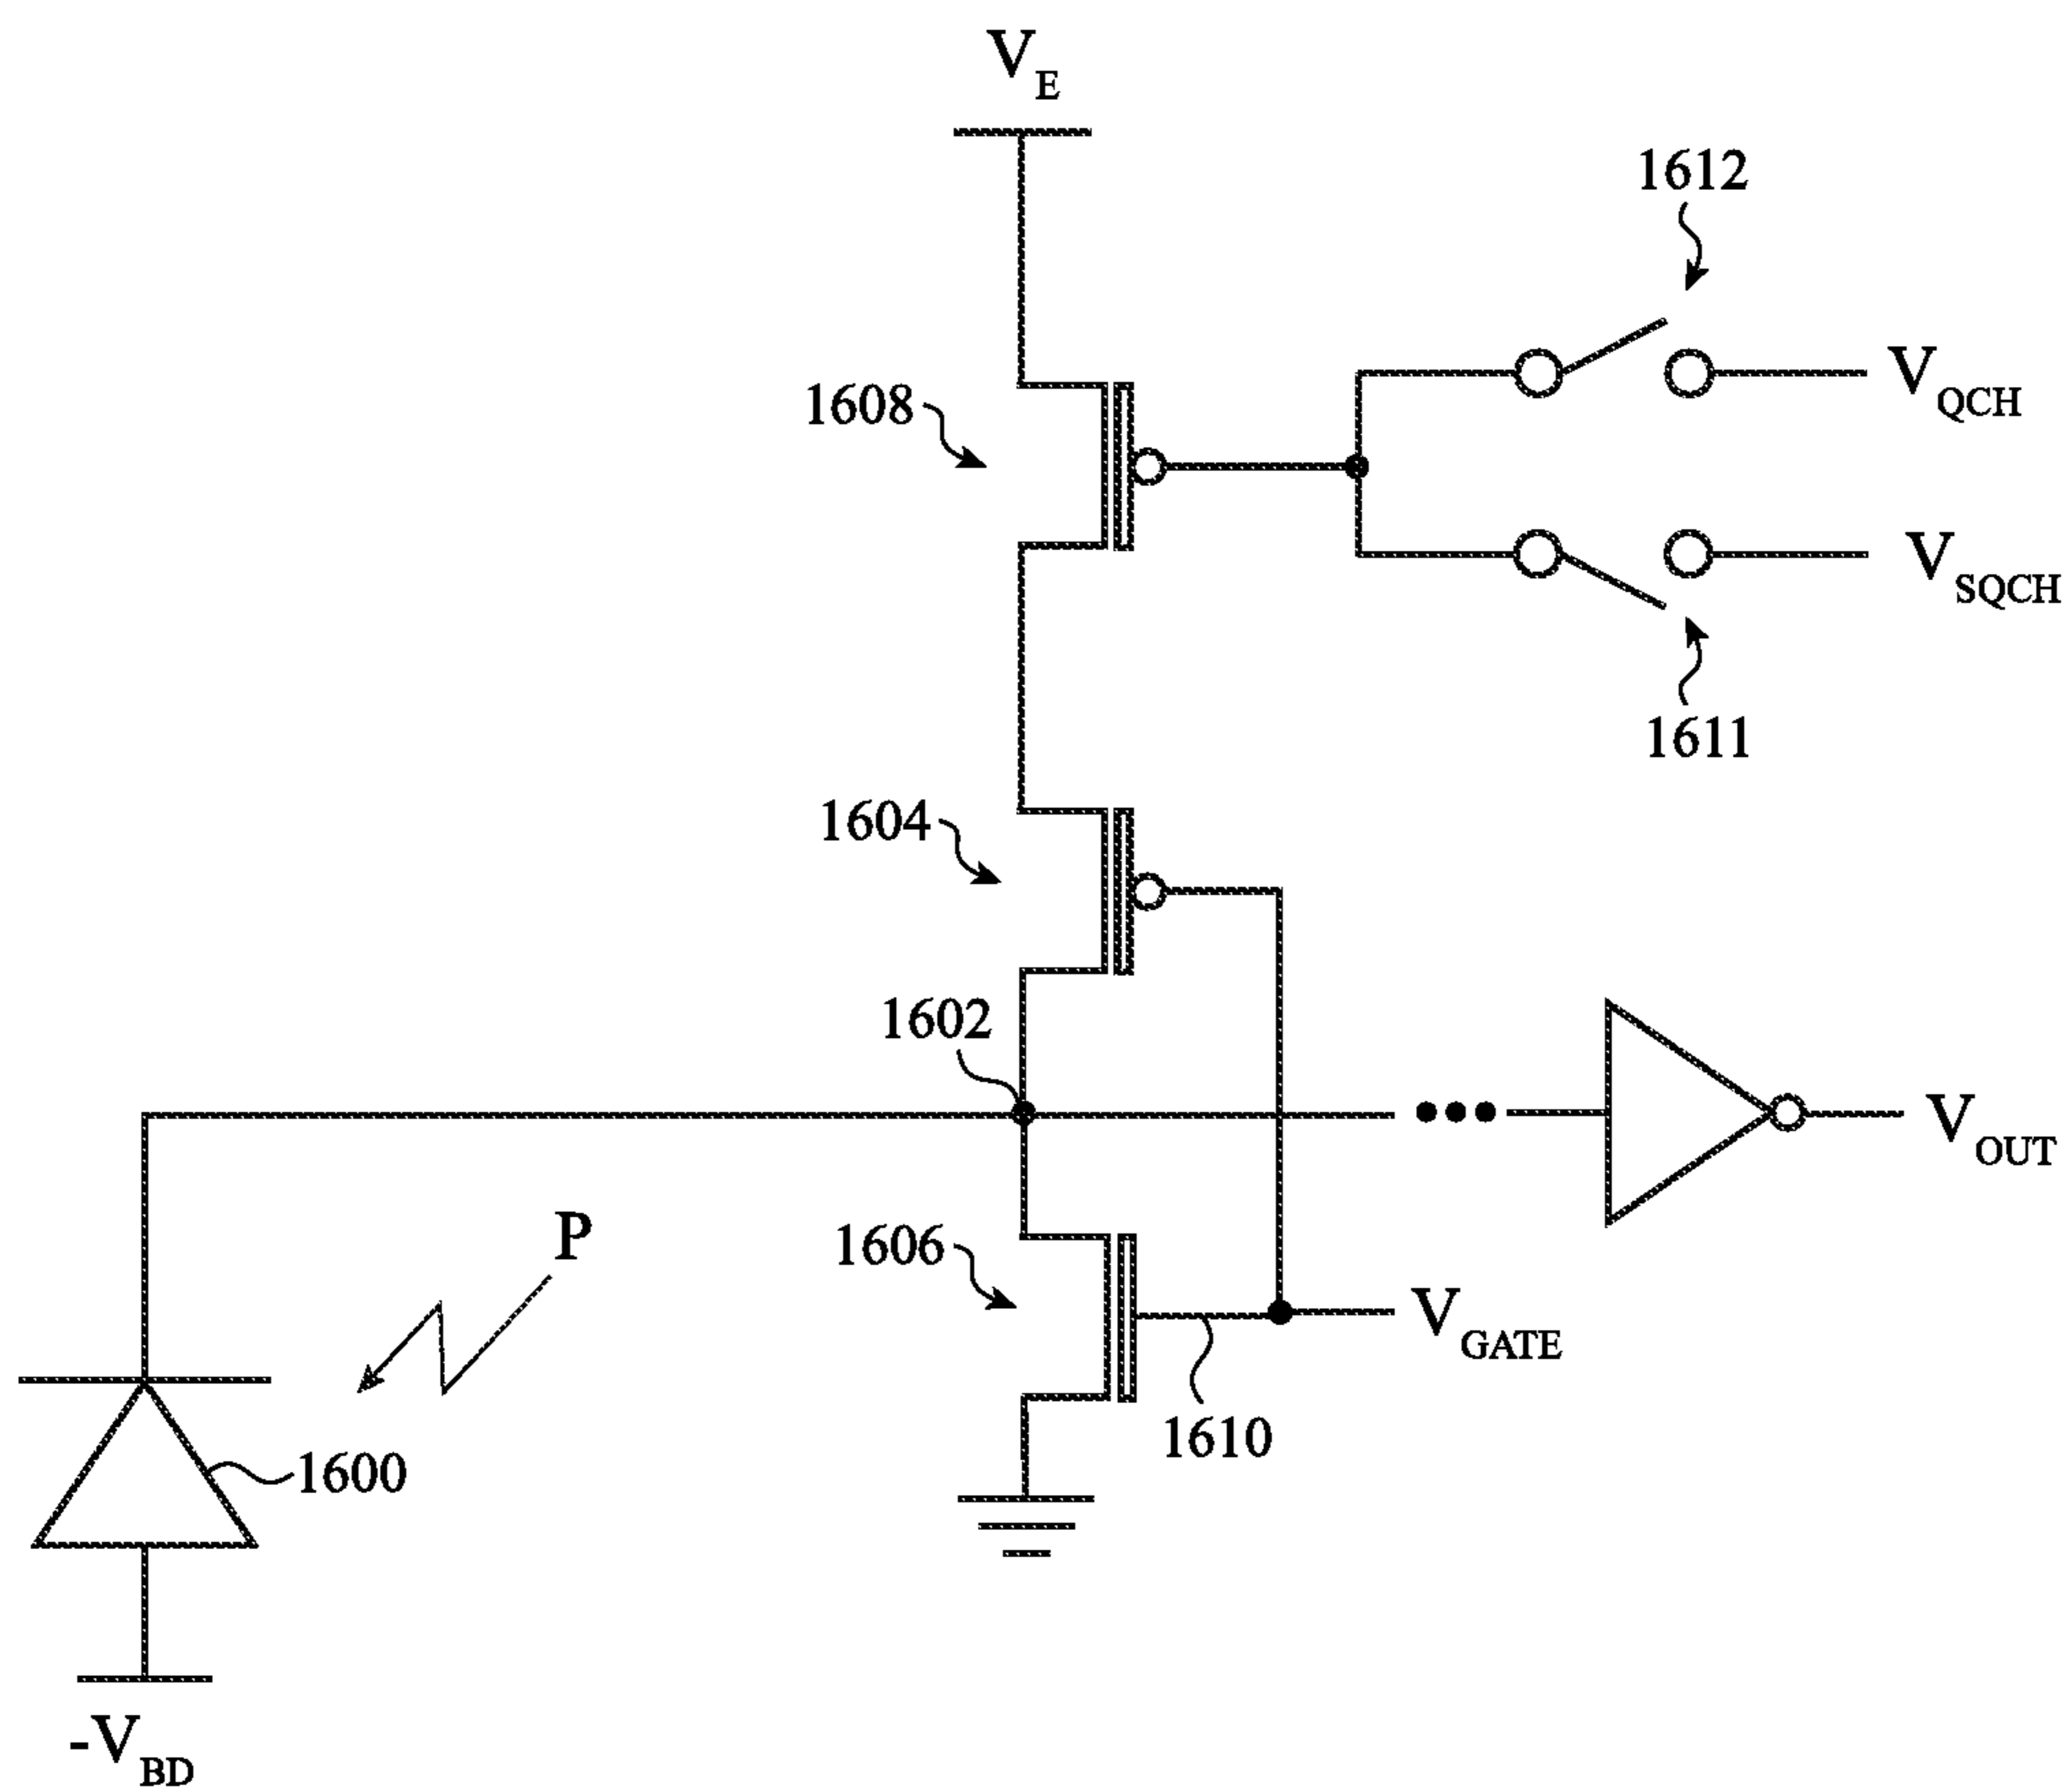 V_E
1612
1608
V_QCH
V_SQCH
1611
1604
1602
V_OUT
P
1606
V_GATE
1610
1600
-V_BD